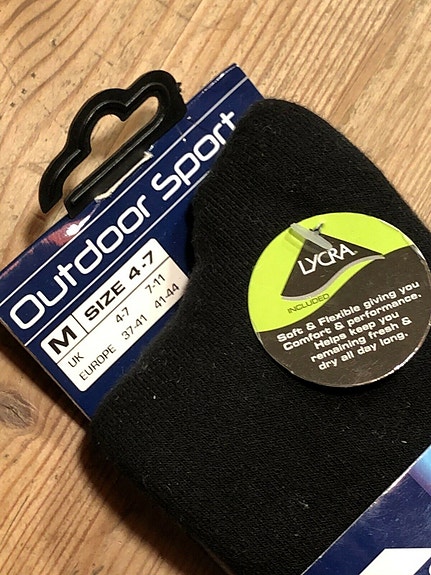 Outdoor Sport
M SIZE 4-7
UK 4-7 7-11
EUROPE 37-41 41-44
LYCRA
INCLUDED
Soft & Flexible giving you
Comfort & performance.
Helps keep you
remaining fresh &
dry all day long.